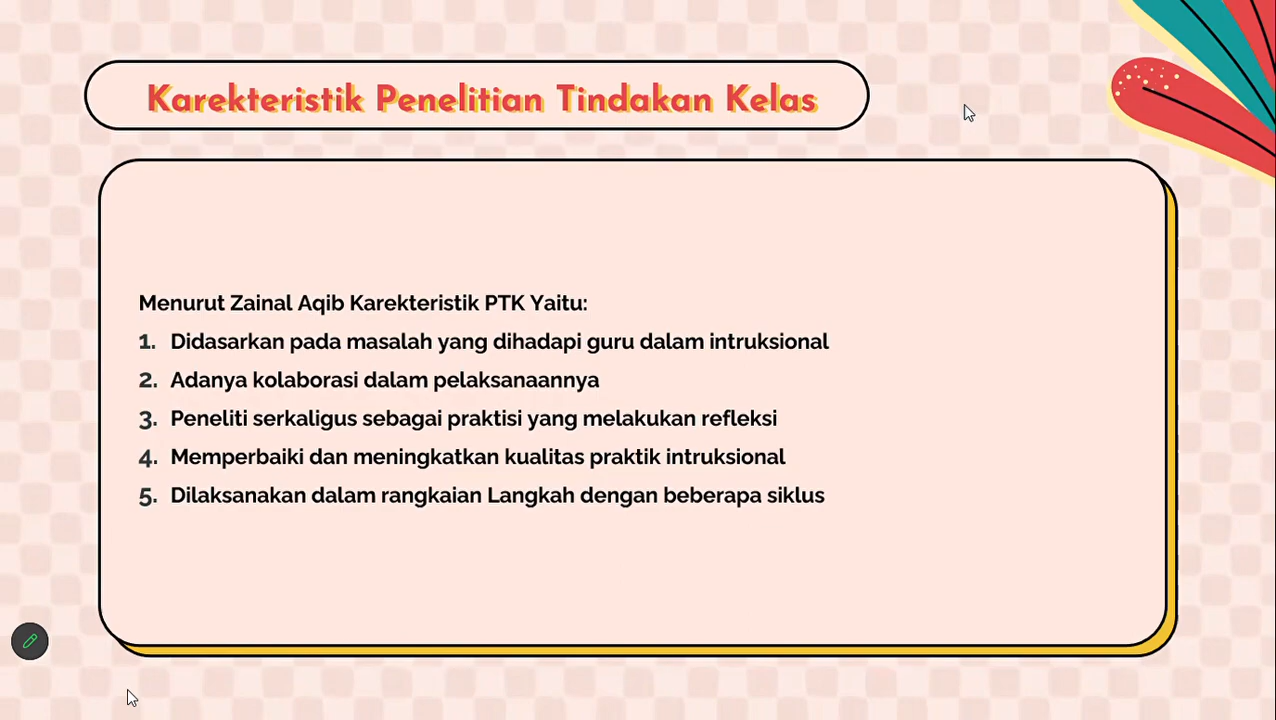 Karekteristik Penelitian Tindakan Kelas
Menurut Zainal Aqib Karekteristik PTK Yaitu:
1. Didasarkan pada masalah yang dihadapi guru dalam intruksional
2. Adanya kolaborasi dalam pelaksanaannya
3. Peneliti serkaligus sebagai praktisi yang melakukan refleksi
4. Memperbaiki dan meningkatkan kualitas praktik intruksional
5. Dilaksanakan dalam rangkaian Langkah dengan beberapa siklus